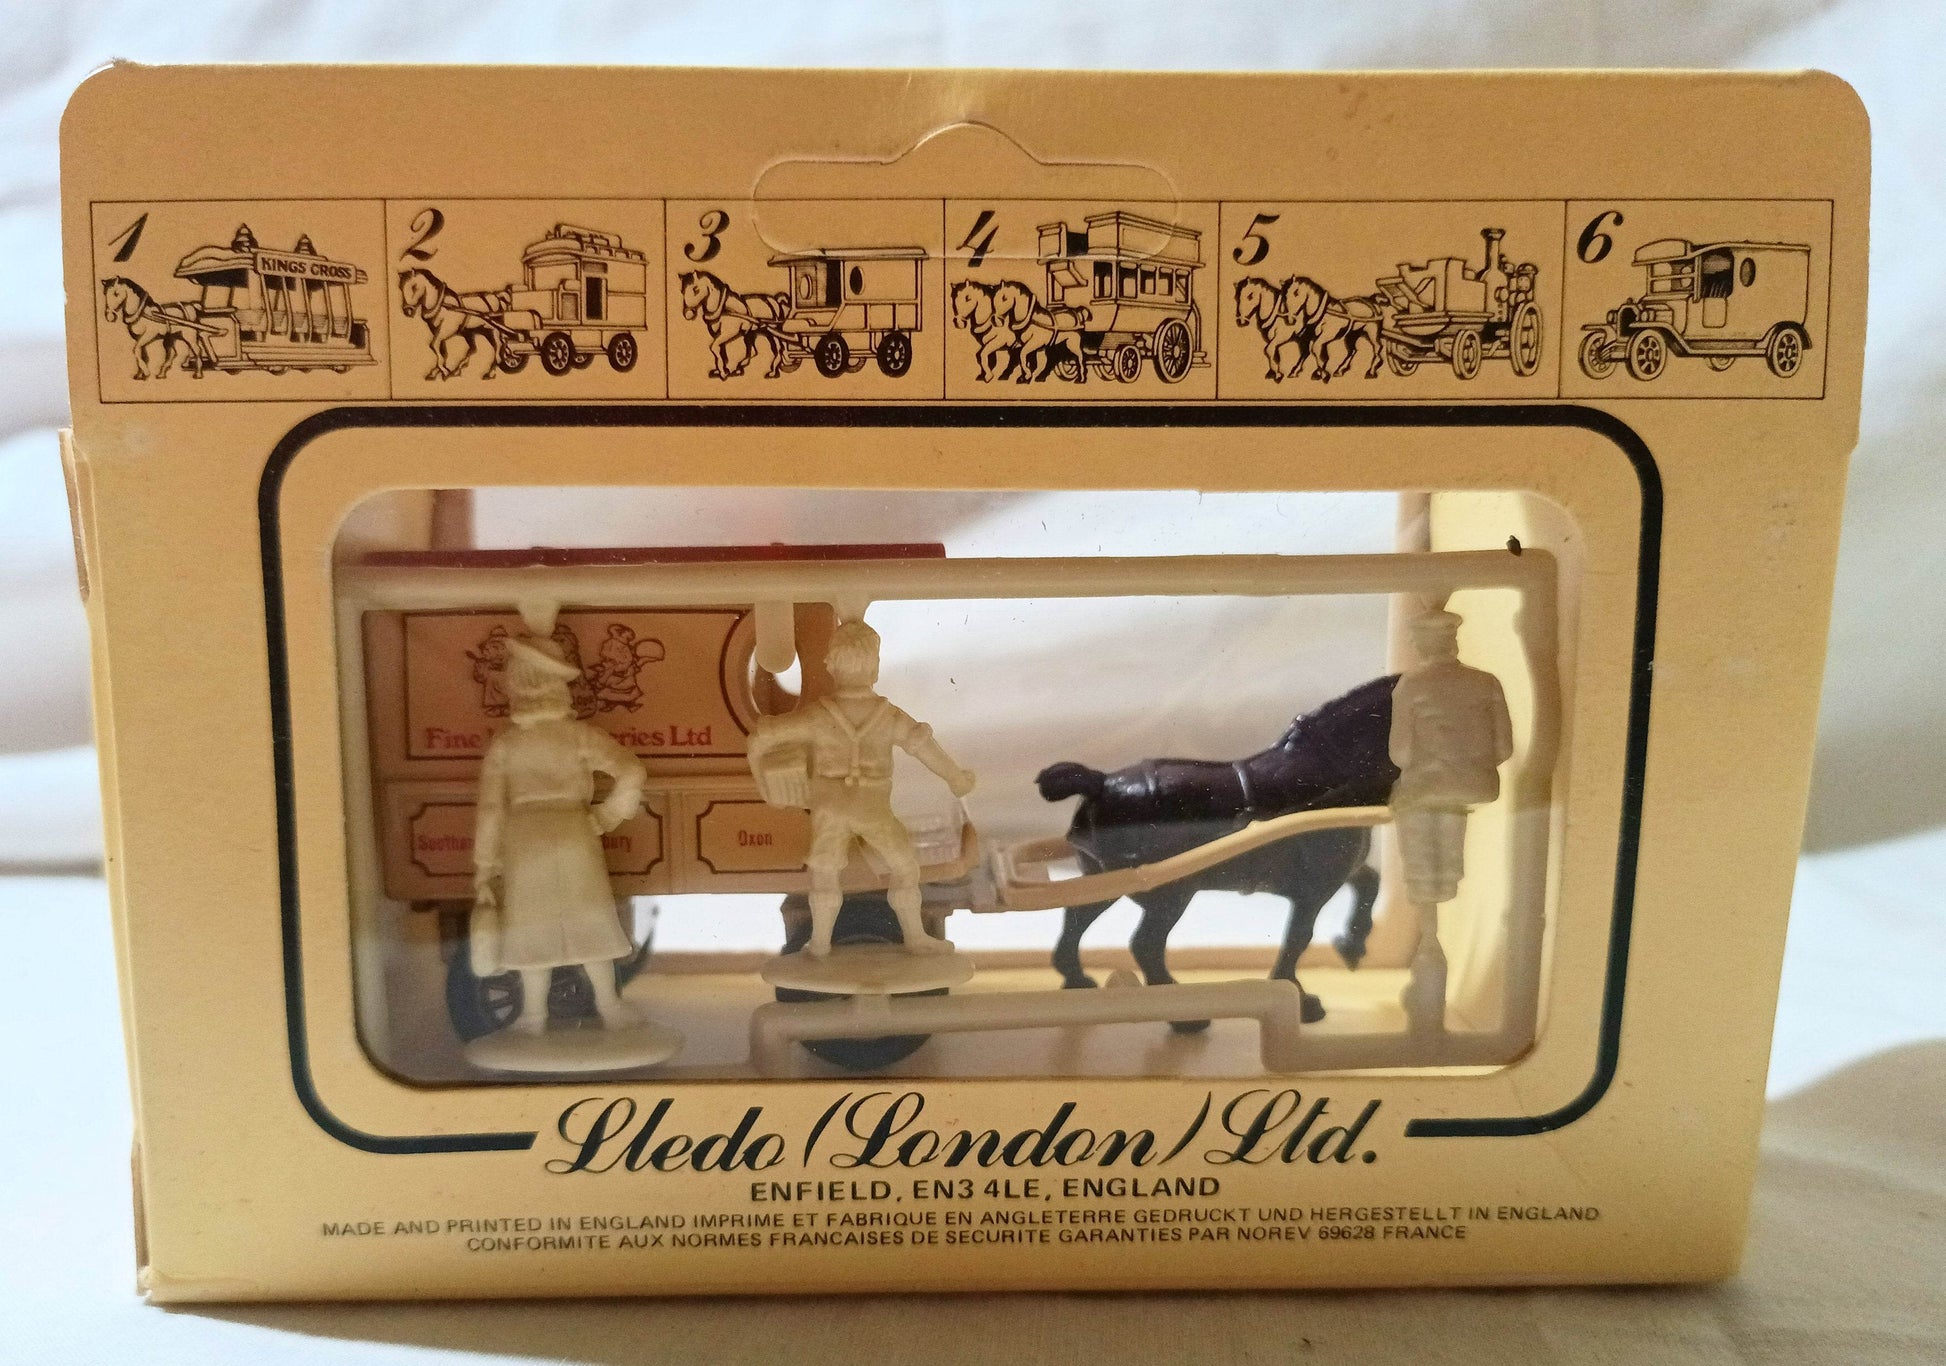 1 2 3 4 5 6
KINGS CROSS
Fine ries Ltd
Oxon
Lledo (London) Ltd.
ENFIELD, EN3 4LE, ENGLAND
MADE AND PRINTED IN ENGLAND IMPRIME ET FABRIQUE EN ANGLETERRE GEDRUCKT UND HERGESTELLT IN ENGLAND
CONFORMITE AUX NORMES FRANCAISES DE SECURITE GARANTIES PAR NOREV 69628 FRANCE